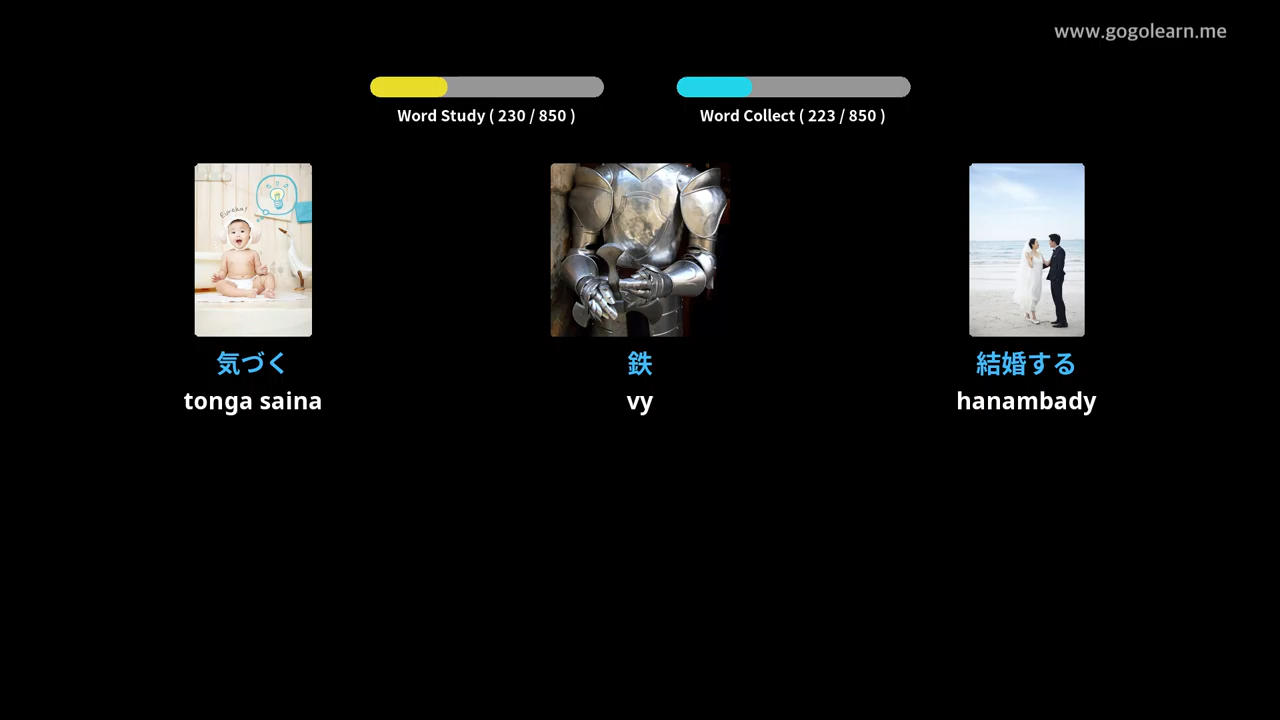 www.gogolearn.me
Word Study ( 230 / 850 )
Word Collect ( 223 / 850 )
Eureka!
気づく
鉄
結婚する
tonga saina
vy
hanambady